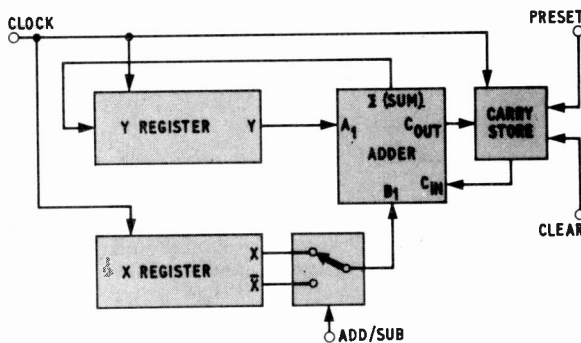 CLOCK
PRESET
Σ (SUM)
Y REGISTER Y
A1
COUT
CARRY
STORE
ADDER
B1
CIN
CLEAR
X REGISTER
X
X̅
ADD/SUB